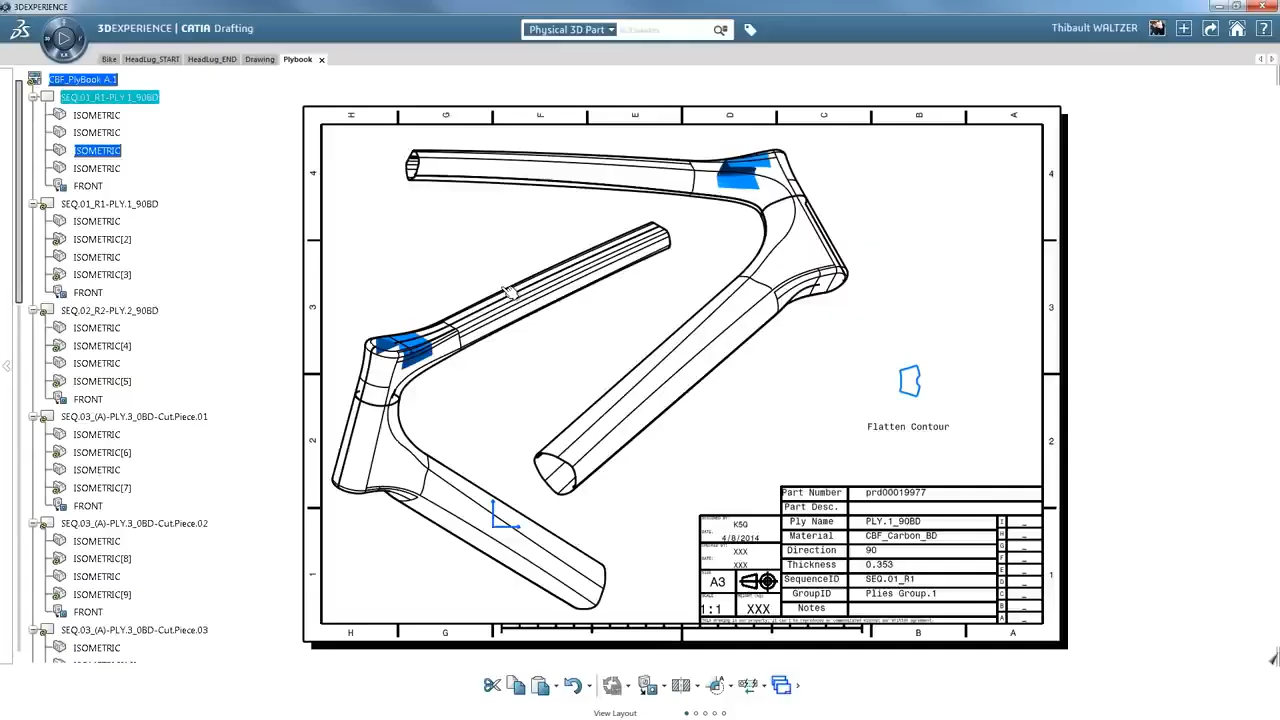 3DEXPERIENCE
3DEXPERIENCE | CATIA Drafting
Physical 3D Part
Thibault WALTZER
Bike
HeadLug_START
HeadLug_END
Drawing
Plybook
CBF_PlyBook A.1
SEQ.01_R1-PLY.1_90BD
ISOMETRIC
ISOMETRIC
ISOMETRIC
ISOMETRIC
FRONT
SEQ.01_R1-PLY.1_90BD
ISOMETRIC
ISOMETRIC[2]
ISOMETRIC
ISOMETRIC[3]
FRONT
SEQ.02_R2-PLY.2_90BD
ISOMETRIC
ISOMETRIC[4]
ISOMETRIC
ISOMETRIC[5]
FRONT
SEQ.03_(A)-PLY.3_0BD-Cut.Piece.01
ISOMETRIC
ISOMETRIC[6]
ISOMETRIC
ISOMETRIC[7]
FRONT
SEQ.03_(A)-PLY.3_0BD-Cut.Piece.02
ISOMETRIC
ISOMETRIC[8]
ISOMETRIC
ISOMETRIC[9]
FRONT
SEQ.03_(A)-PLY.3_0BD-Cut.Piece.03
ISOMETRIC
H G F E D C B A
4 4
3 3
2 2
1 1
Flatten Contour
Part Number prd00019977
Part Desc.
Ply Name PLY.1_90BD
Material CBF_Carbon_BD
Direction 90
Thickness 0.353
SequenceID SEQ.01_R1
GroupID Plies Group.1
Notes
K5Q
4/8/2014
XXX
XXX
A3
1:1
XXX
H G B A
View Layout